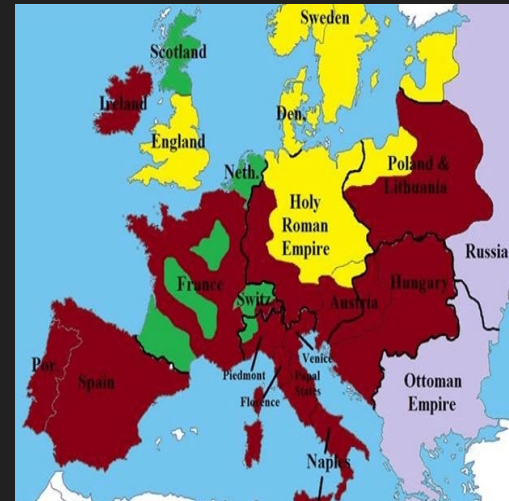 Sweden
Scotland
Ireland
Den.
England
Neth.
Poland &
Lithuania
Holy
Roman
Empire
Russia
France
Hungary
Switz
Austria
Venice
Por.
Spain
Piedmont
Papal
States
Florence
Ottoman
Empire
Naples